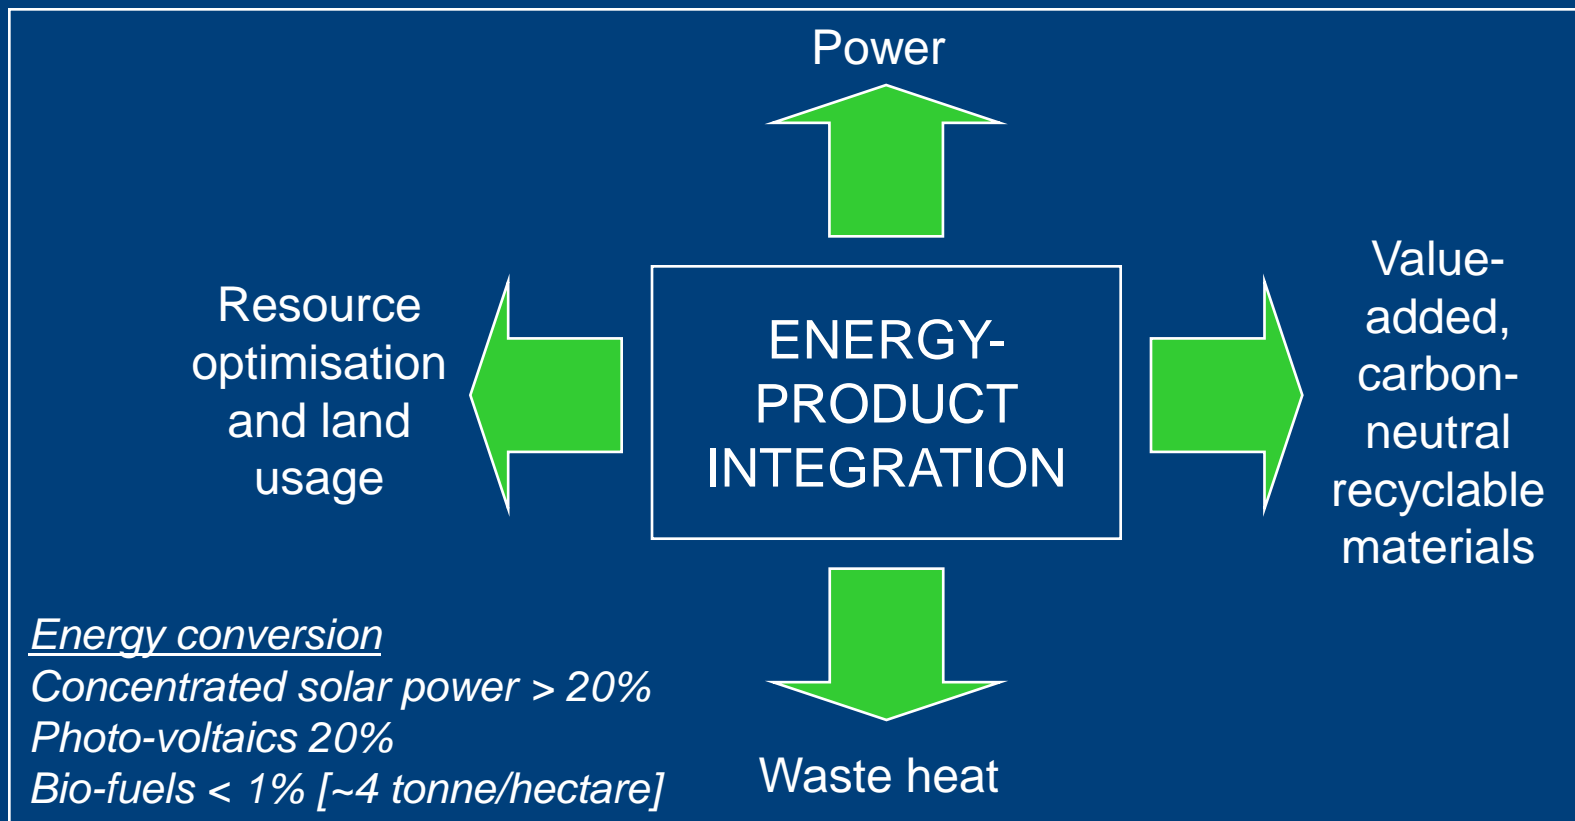 Power
Resource
optimisation
and land
usage
ENERGY-
PRODUCT
INTEGRATION
Value-
added,
carbon-
neutral
recyclable
materials
Energy conversion
Concentrated solar power > 20%
Photo-voltaics 20%
Bio-fuels < 1% [~4 tonne/hectare]
Waste heat